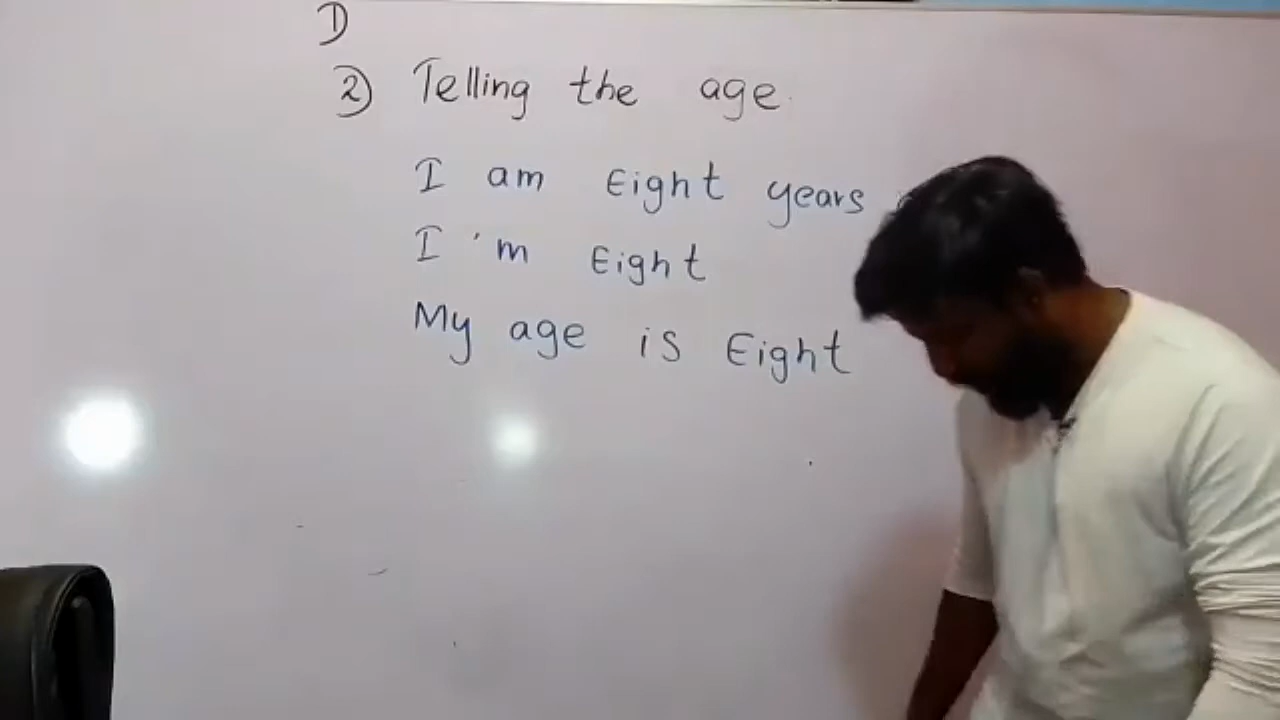 1)
2) Telling the age.
I am Eight years
I'm Eight
My age is Eight